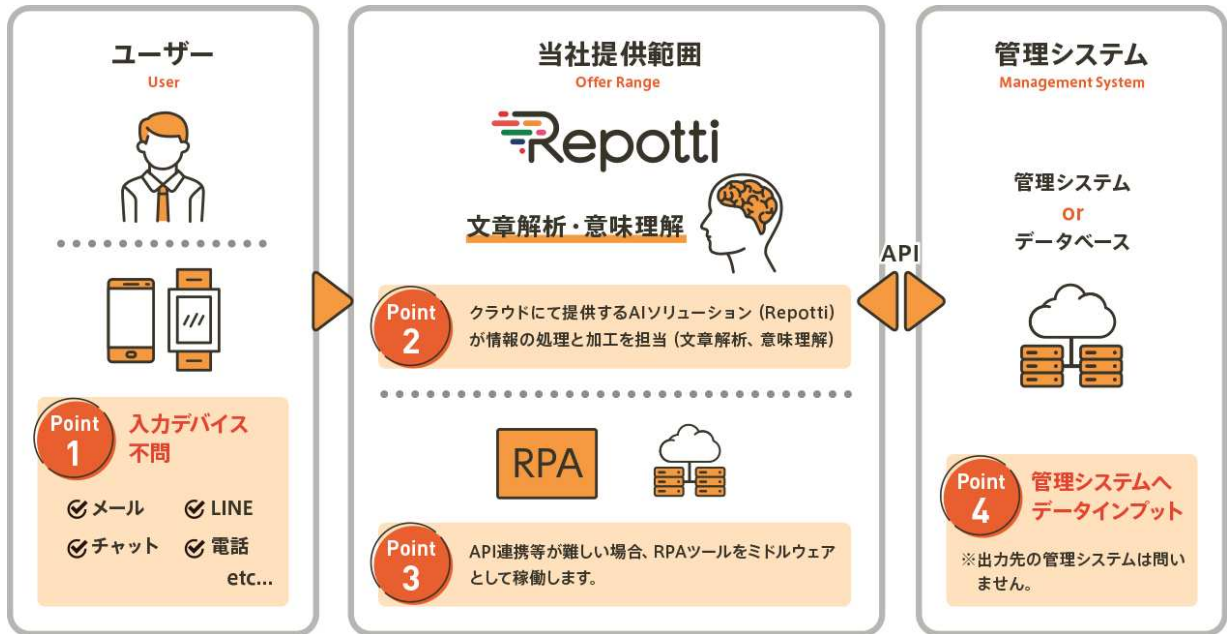 ユーザー
User
Point
1
入力デバイス
不問
メール
LINE
チャット
電話
etc...
当社提供範囲
Offer Range
Repotti
文章解析・意味理解
Point
2
クラウドにて提供するAIソリューション（Repotti）
が情報の処理と加工を担当（文章解析、意味理解）
RPA
Point
3
API連携等が難しい場合、RPAツールをミドルウェア
として稼働します。
API
管理システム
Management System
管理システム
or
データベース
Point
4
管理システムへ
データインプット
※出力先の管理システムは問い
ません。